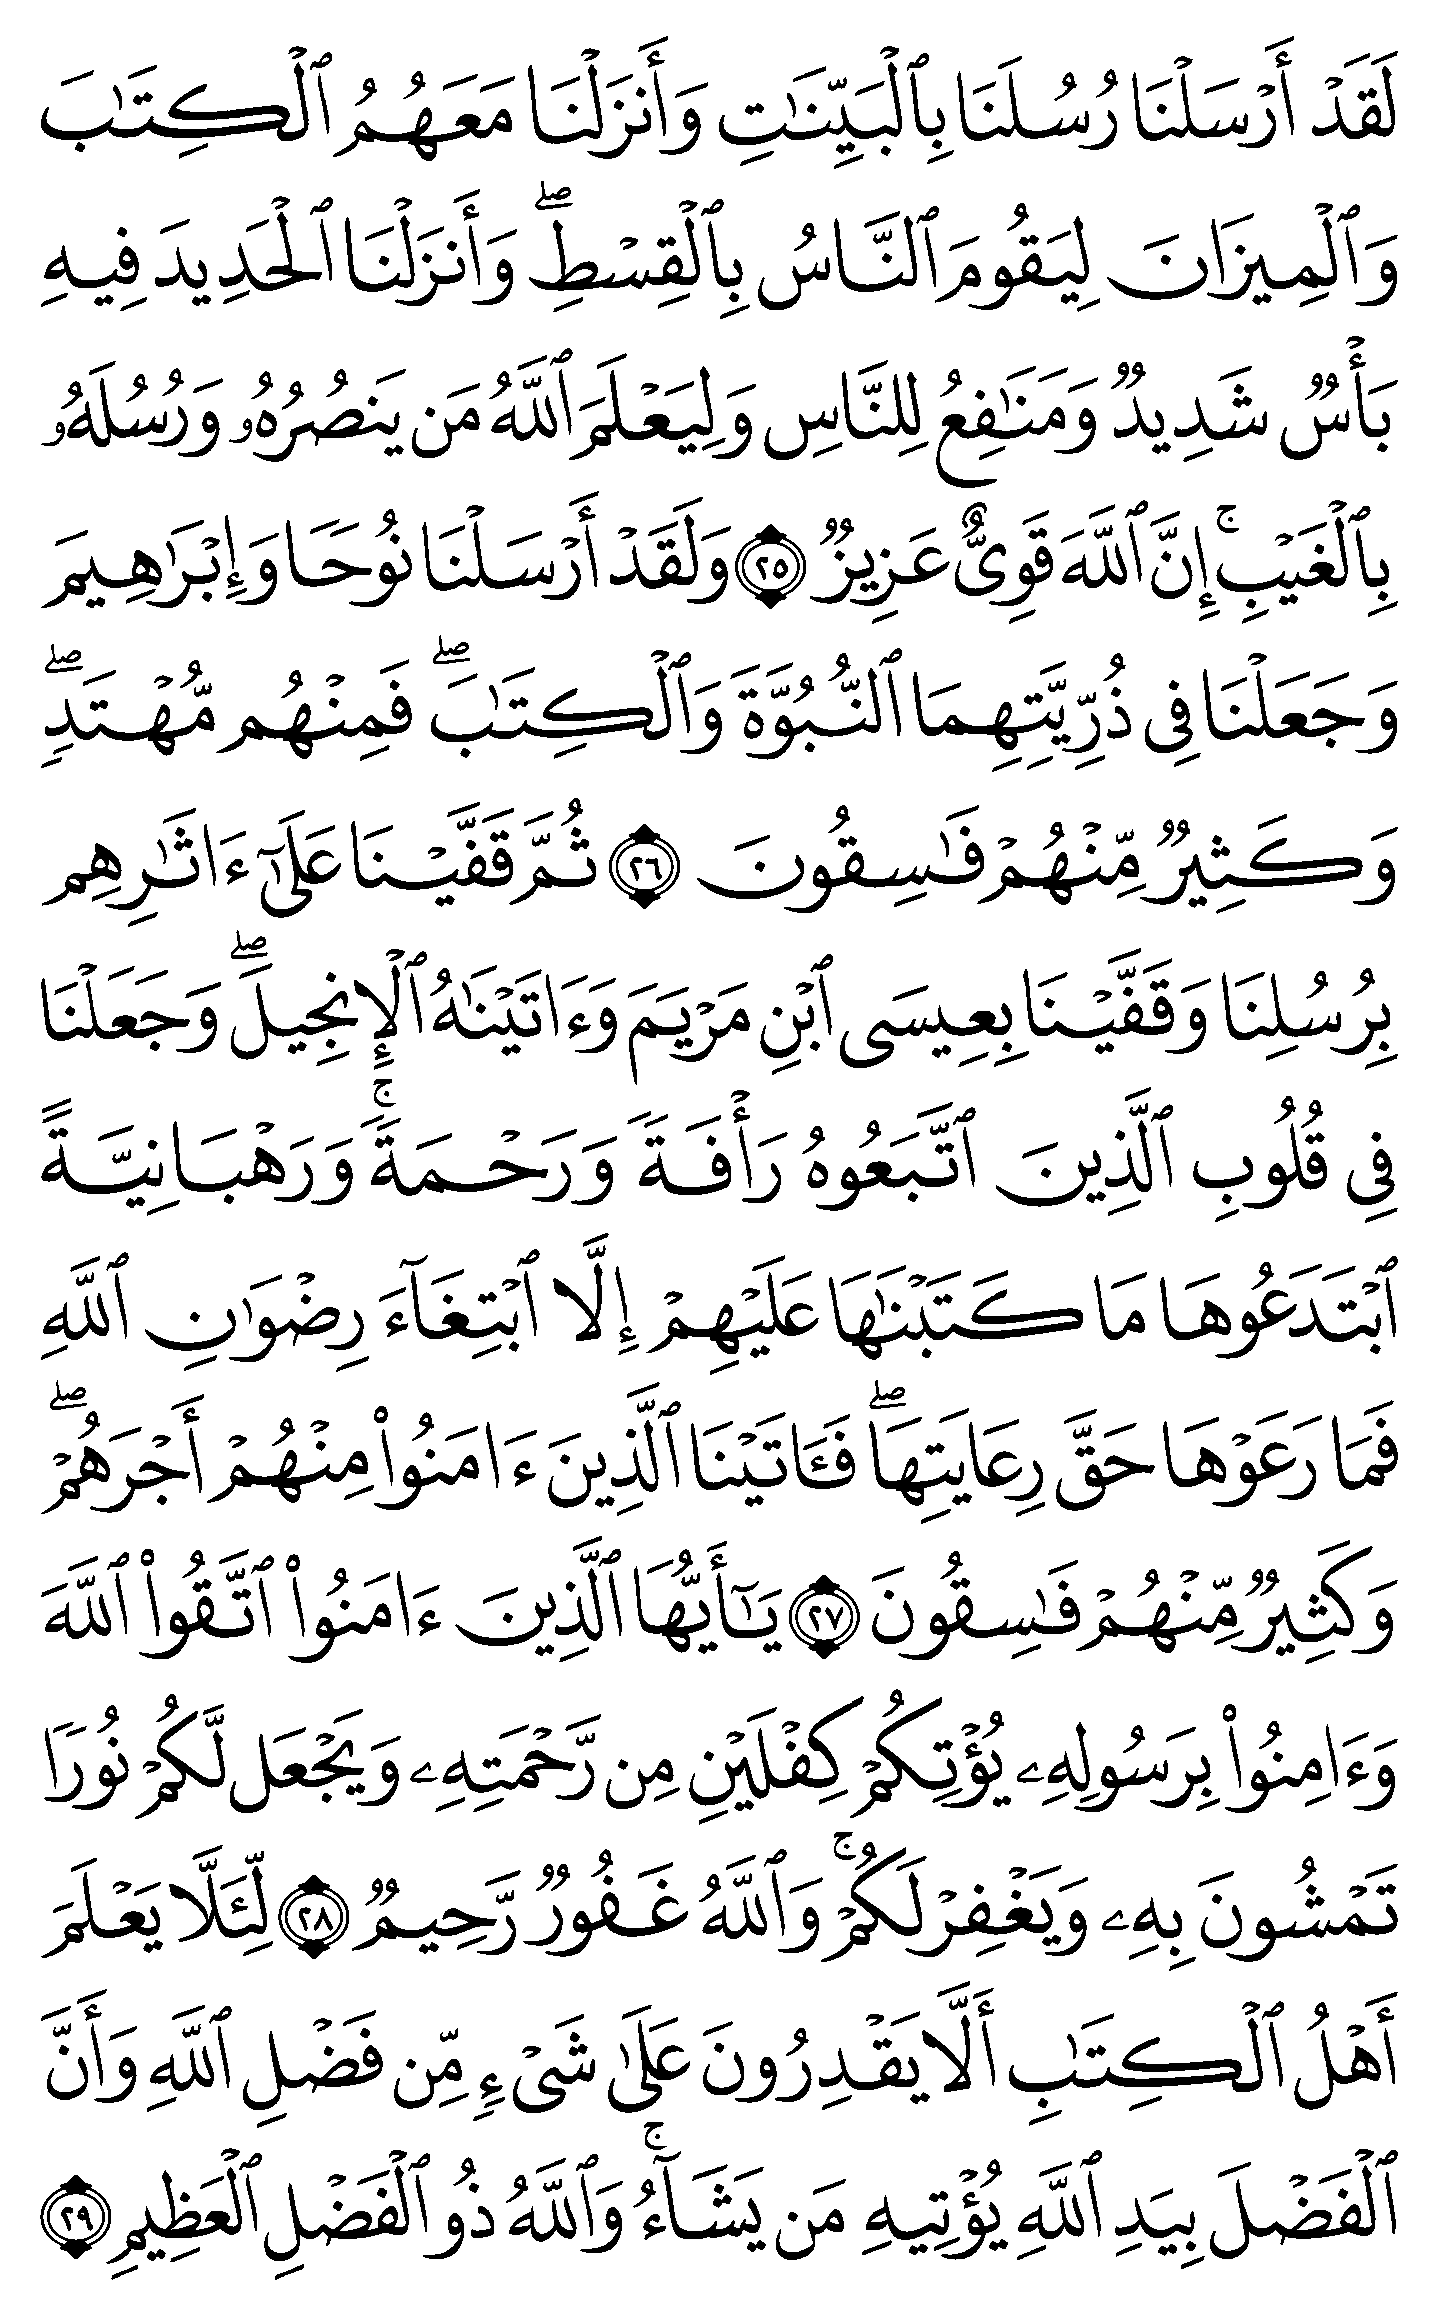 لَقَدْ أَرْسَلْنَا رُسُلَنَا بِٱلْبَيِّنَٰتِ وَأَنزَلْنَا مَعَهُمُ ٱلْكِتَٰبَ
وَٱلْمِيزَانَ لِيَقُومَ ٱلنَّاسُ بِٱلْقِسْطِ ۖ وَأَنزَلْنَا ٱلْحَدِيدَ فِيهِ
بَأْسٌ شَدِيدٌ وَمَنَٰفِعُ لِلنَّاسِ وَلِيَعْلَمَ ٱللَّهُ مَن يَنصُرُهُۥ وَرُسُلَهُۥ
بِٱلْغَيْبِ ۚ إِنَّ ٱللَّهَ قَوِىٌّ عَزِيزٌ ٢٥ وَلَقَدْ أَرْسَلْنَا نُوحًا وَإِبْرَٰهِيمَ
وَجَعَلْنَا فِى ذُرِّيَّتِهِمَا ٱلنُّبُوَّةَ وَٱلْكِتَٰبَ ۖ فَمِنْهُم مُّهْتَدٍ ۖ
وَكَثِيرٌ مِّنْهُمْ فَٰسِقُونَ ٢٦ ثُمَّ قَفَّيْنَا عَلَىٰٓ ءَاثَٰرِهِم
بِرُسُلِنَا وَقَفَّيْنَا بِعِيسَى ٱبْنِ مَرْيَمَ وَءَاتَيْنَٰهُ ٱلْإِنجِيلَ ۖ وَجَعَلْنَا
فِى قُلُوبِ ٱلَّذِينَ ٱتَّبَعُوهُ رَأْفَةً وَرَحْمَةً ۚ وَرَهْبَانِيَّةً
ٱبْتَدَعُوهَا مَا كَتَبْنَٰهَا عَلَيْهِمْ إِلَّا ٱبْتِغَآءَ رِضْوَٰنِ ٱللَّهِ
فَمَا رَعَوْهَا حَقَّ رِعَايَتِهَا ۖ فَـَٔاتَيْنَا ٱلَّذِينَ ءَامَنُوا۟ مِنْهُمْ أَجْرَهُمْ ۖ
وَكَثِيرٌ مِّنْهُمْ فَٰسِقُونَ ٢٧ يَٰٓأَيُّهَا ٱلَّذِينَ ءَامَنُوا۟ ٱتَّقُوا۟ ٱللَّهَ
وَءَامِنُوا۟ بِرَسُولِهِۦ يُؤْتِكُمْ كِفْلَيْنِ مِن رَّحْمَتِهِۦ وَيَجْعَل لَّكُمْ نُورًا
تَمْشُونَ بِهِۦ وَيَغْفِرْ لَكُمْ ۚ وَٱللَّهُ غَفُورٌ رَّحِيمٌ ٢٨ لِّئَلَّا يَعْلَمَ
أَهْلُ ٱلْكِتَٰبِ أَلَّا يَقْدِرُونَ عَلَىٰ شَىْءٍ مِّن فَضْلِ ٱللَّهِ وَأَنَّ
ٱلْفَضْلَ بِيَدِ ٱللَّهِ يُؤْتِيهِ مَن يَشَآءُ ۚ وَٱللَّهُ ذُو ٱلْفَضْلِ ٱلْعَظِيمِ ٢٩